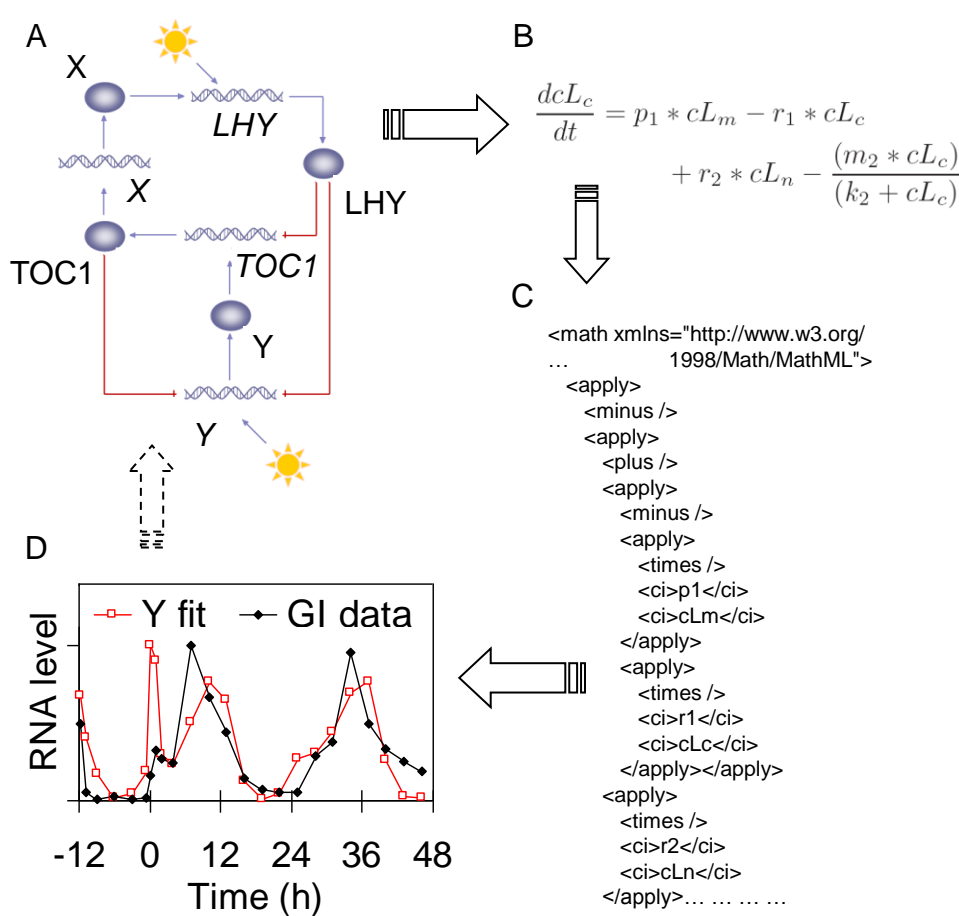 A
X
LHY
X
LHY
TOC1
TOC1
Y
Y
B
dcL_c/dt = p_1 * cL_m − r_1 * cL_c
+ r_2 * cL_n − (m_2 * cL_c)/(k_2 + cL_c)
C
<math xmlns="http://www.w3.org/
… 1998/Math/MathML">
<apply>
<minus />
<apply>
<plus />
<apply>
<minus />
<apply>
<times />
<ci>p1</ci>
<ci>cLm</ci>
</apply>
<apply>
<times />
<ci>r1</ci>
<ci>cLc</ci>
</apply></apply>
<apply>
<times />
<ci>r2</ci>
<ci>cLn</ci>
</apply>… … … …
D
Y fit GI data
RNA level
-12 0 12 24 36 48
Time (h)